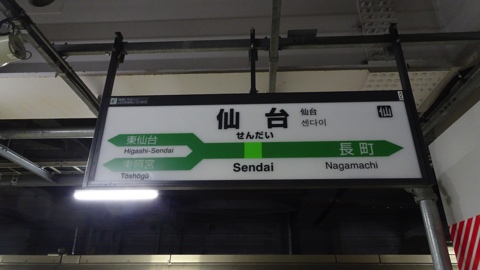 仙台
仙台
센다이
仙
せんだい
東仙台
Higashi-Sendai
東照宮
Tōshōgū
Sendai
長町
Nagamachi